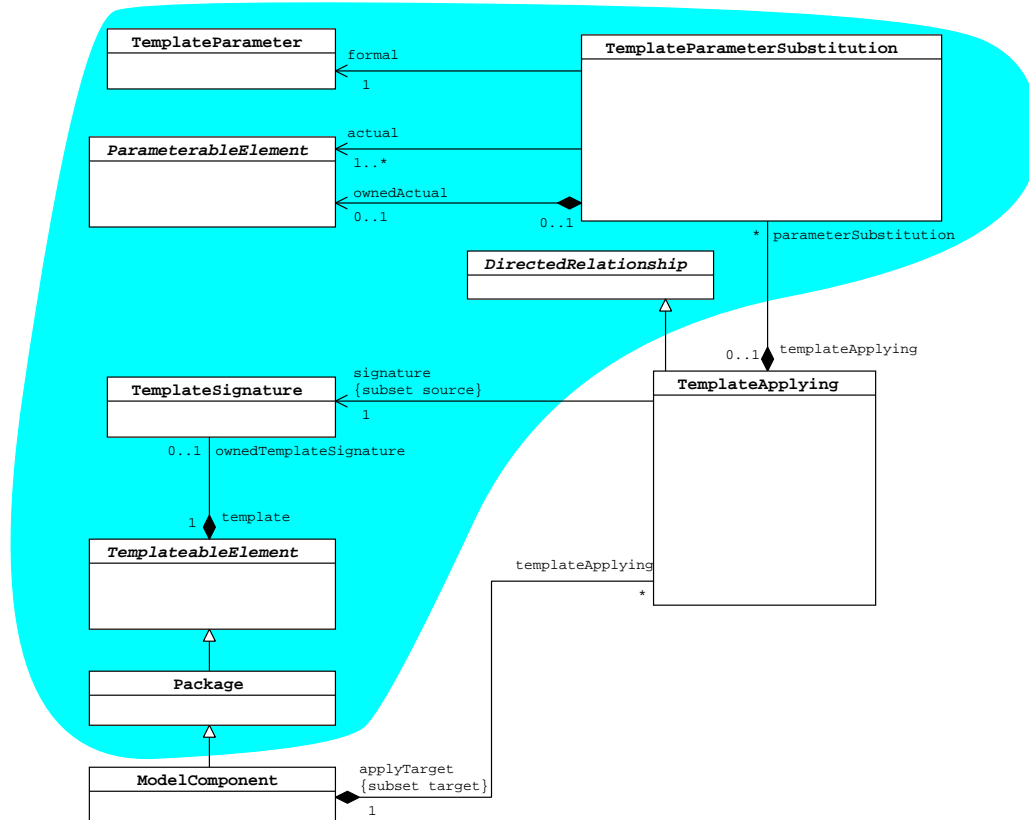 TemplateParameter
TemplateParameterSubstitution
formal
1
actual
1..*
ParameterableElement
ownedActual
0..1
0..1
* parameterSubstitution
DirectedRelationship
0..1 templateApplying
signature
{subset source}
1
TemplateSignature
TemplateApplying
0..1 ownedTemplateSignature
1 template
TemplateableElement
templateApplying
*
Package
ModelComponent
applyTarget
{subset target}
1